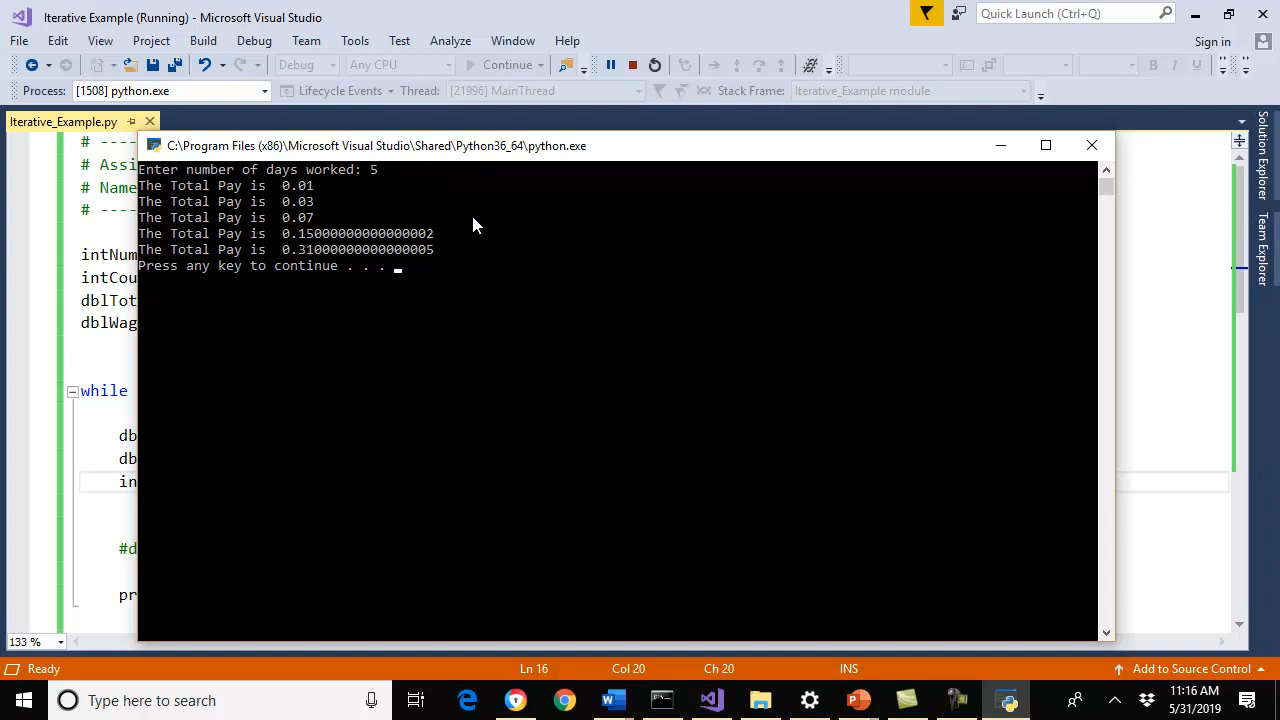 Iterative Example (Running) - Microsoft Visual Studio
Quick Launch (Ctrl+Q)
File Edit View Project Build Debug Team Tools Test Analyze Window Help
Sign in
Debug Any CPU Continue
Process: [1508] python.exe Lifecycle Events Thread: [21996] MainThread Stack Frame: Iterative_Example module
Iterative_Example.py
C:\Program Files (x86)\Microsoft Visual Studio\Shared\Python36_64\python.exe
Enter number of days worked: 5
The Total Pay is  0.01
The Total Pay is  0.03
The Total Pay is  0.07
The Total Pay is  0.15000000000000002
The Total Pay is  0.31000000000000005
Press any key to continue . . .
# ----
# Assi
# Name
# ----
intNum
intCou
dblTot
dblWag
while
db
db
in
#d
pr
Solution Explorer
Team Explorer
133 %
Ready Ln 16 Col 20 Ch 20 INS Add to Source Control
Type here to search
11:16 AM
5/31/2019